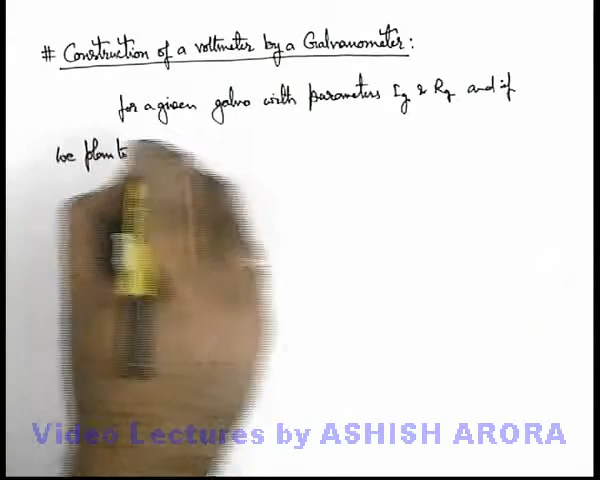 # Construction of a voltmeter by a Galvanometer :
for a given galvo with parameters Ig & Rg and if
we plan to
Video Lectures by ASHISH ARORA